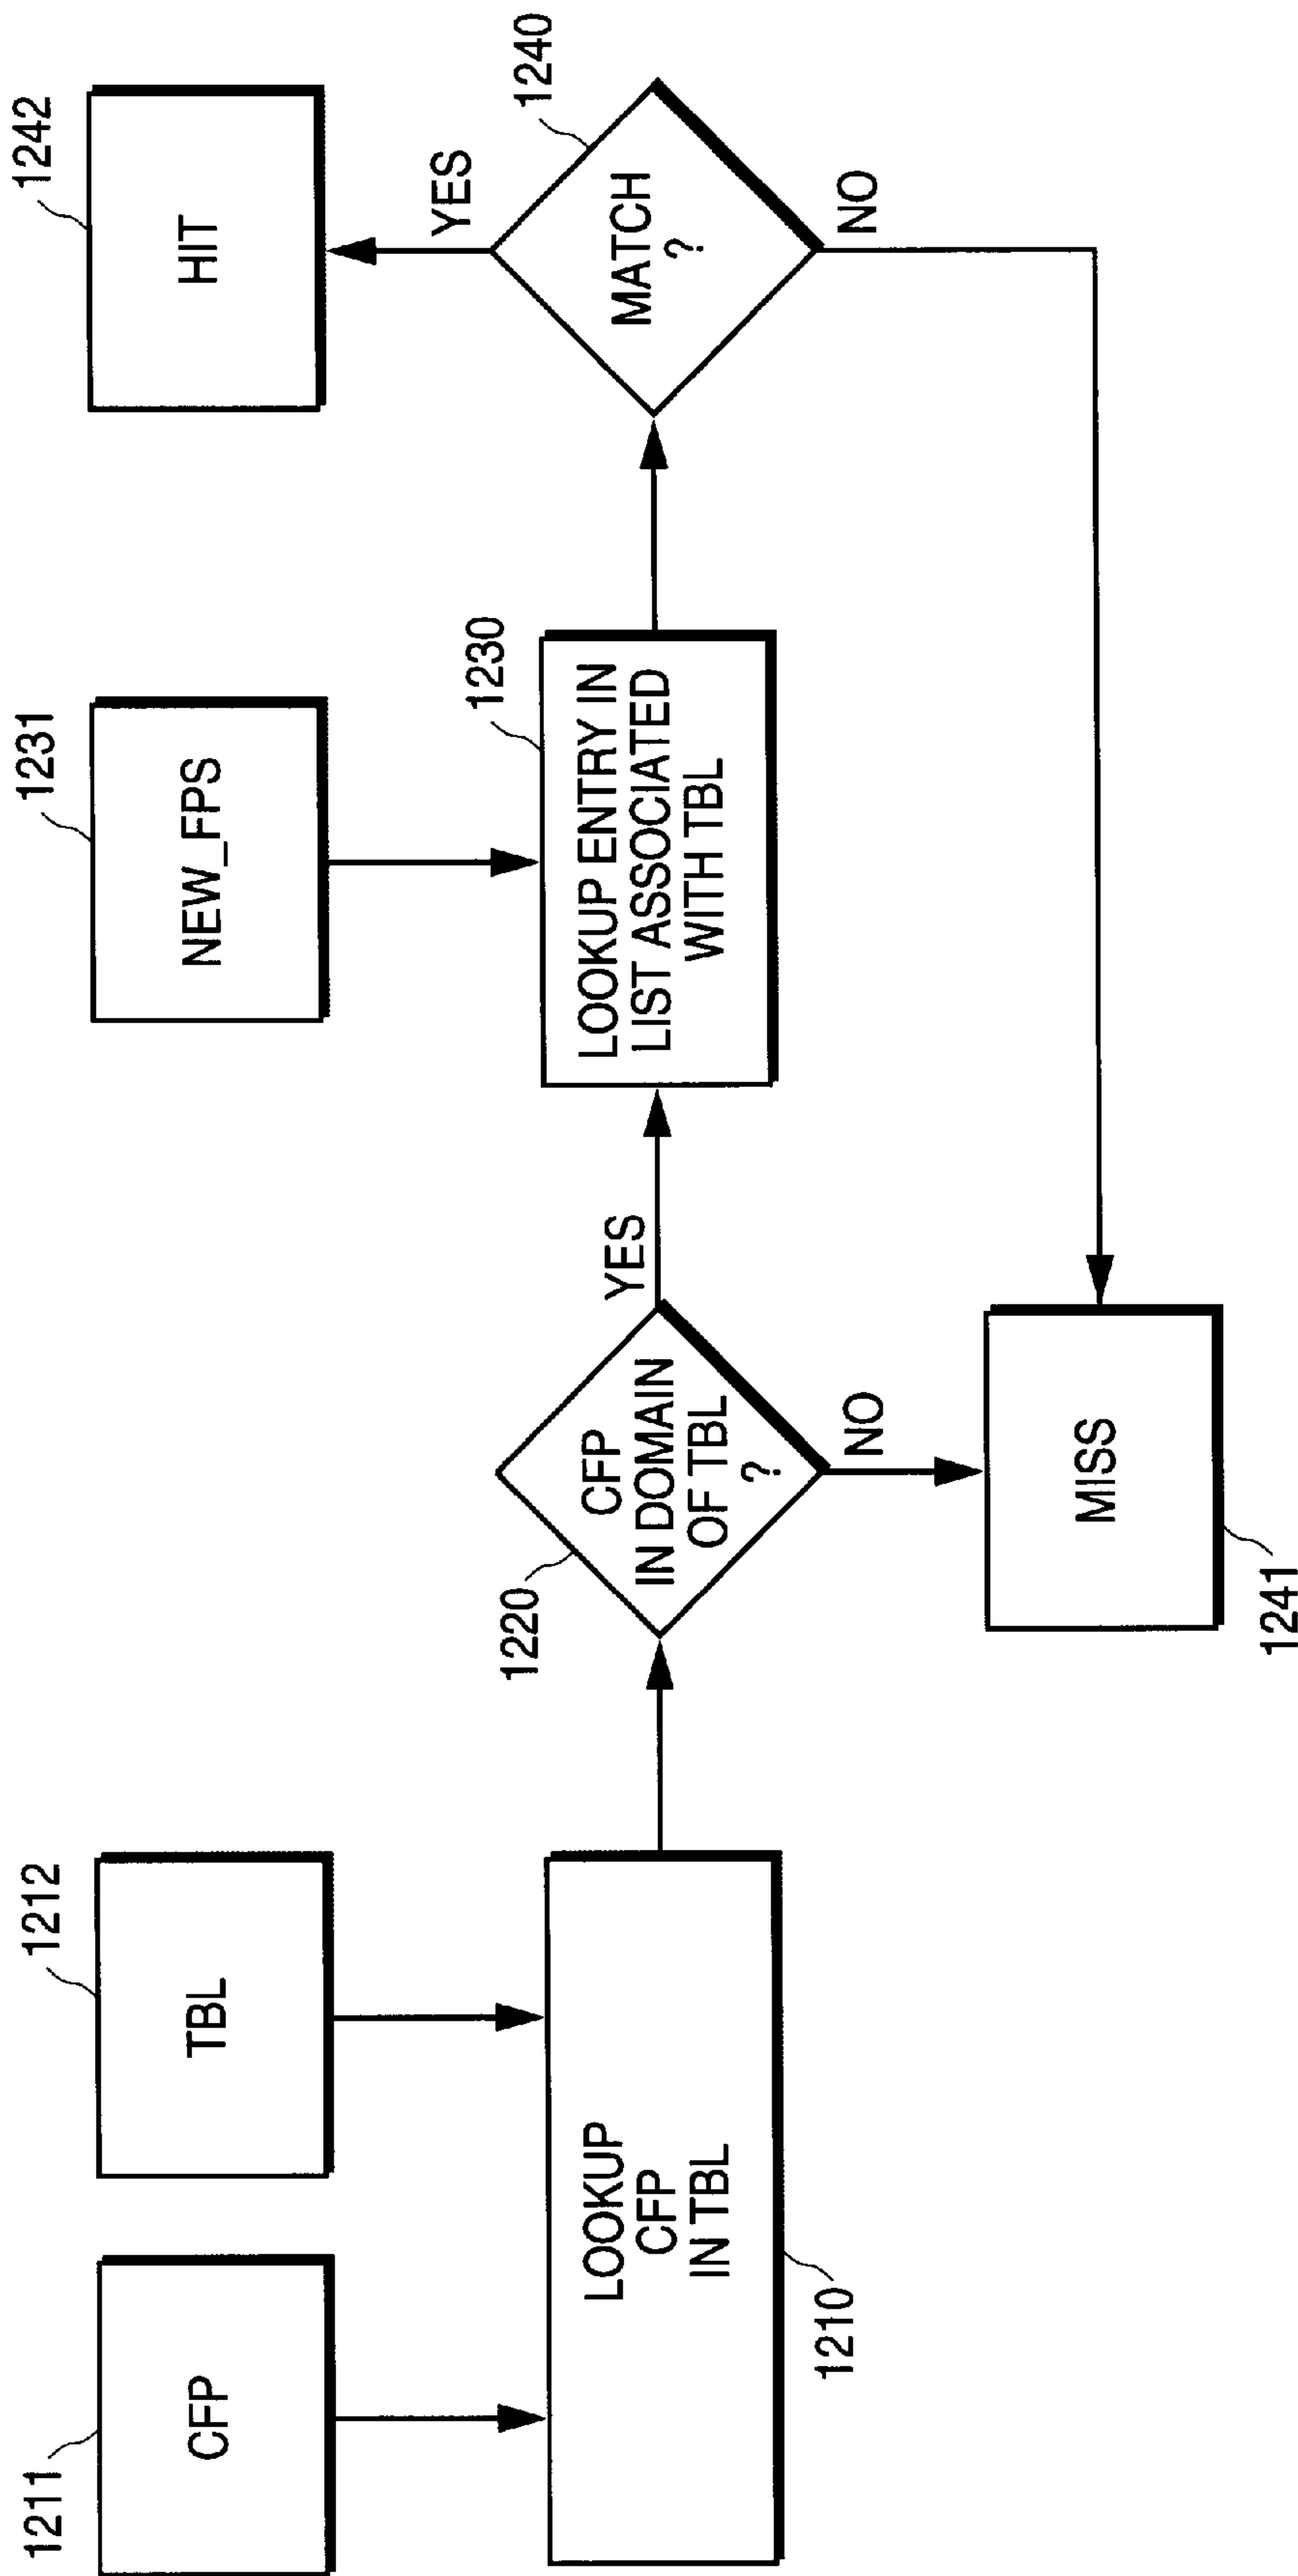 1211
CFP
1212
TBL
LOOKUP
CFP
IN TBL
1210
1220
CFP
IN DOMAIN
OF TBL
?
YES
NO
MISS
1241
1231
NEW_FPS
1230
LOOKUP ENTRY IN
LIST ASSOCIATED
WITH TBL
1240
MATCH
?
YES
NO
1242
HIT